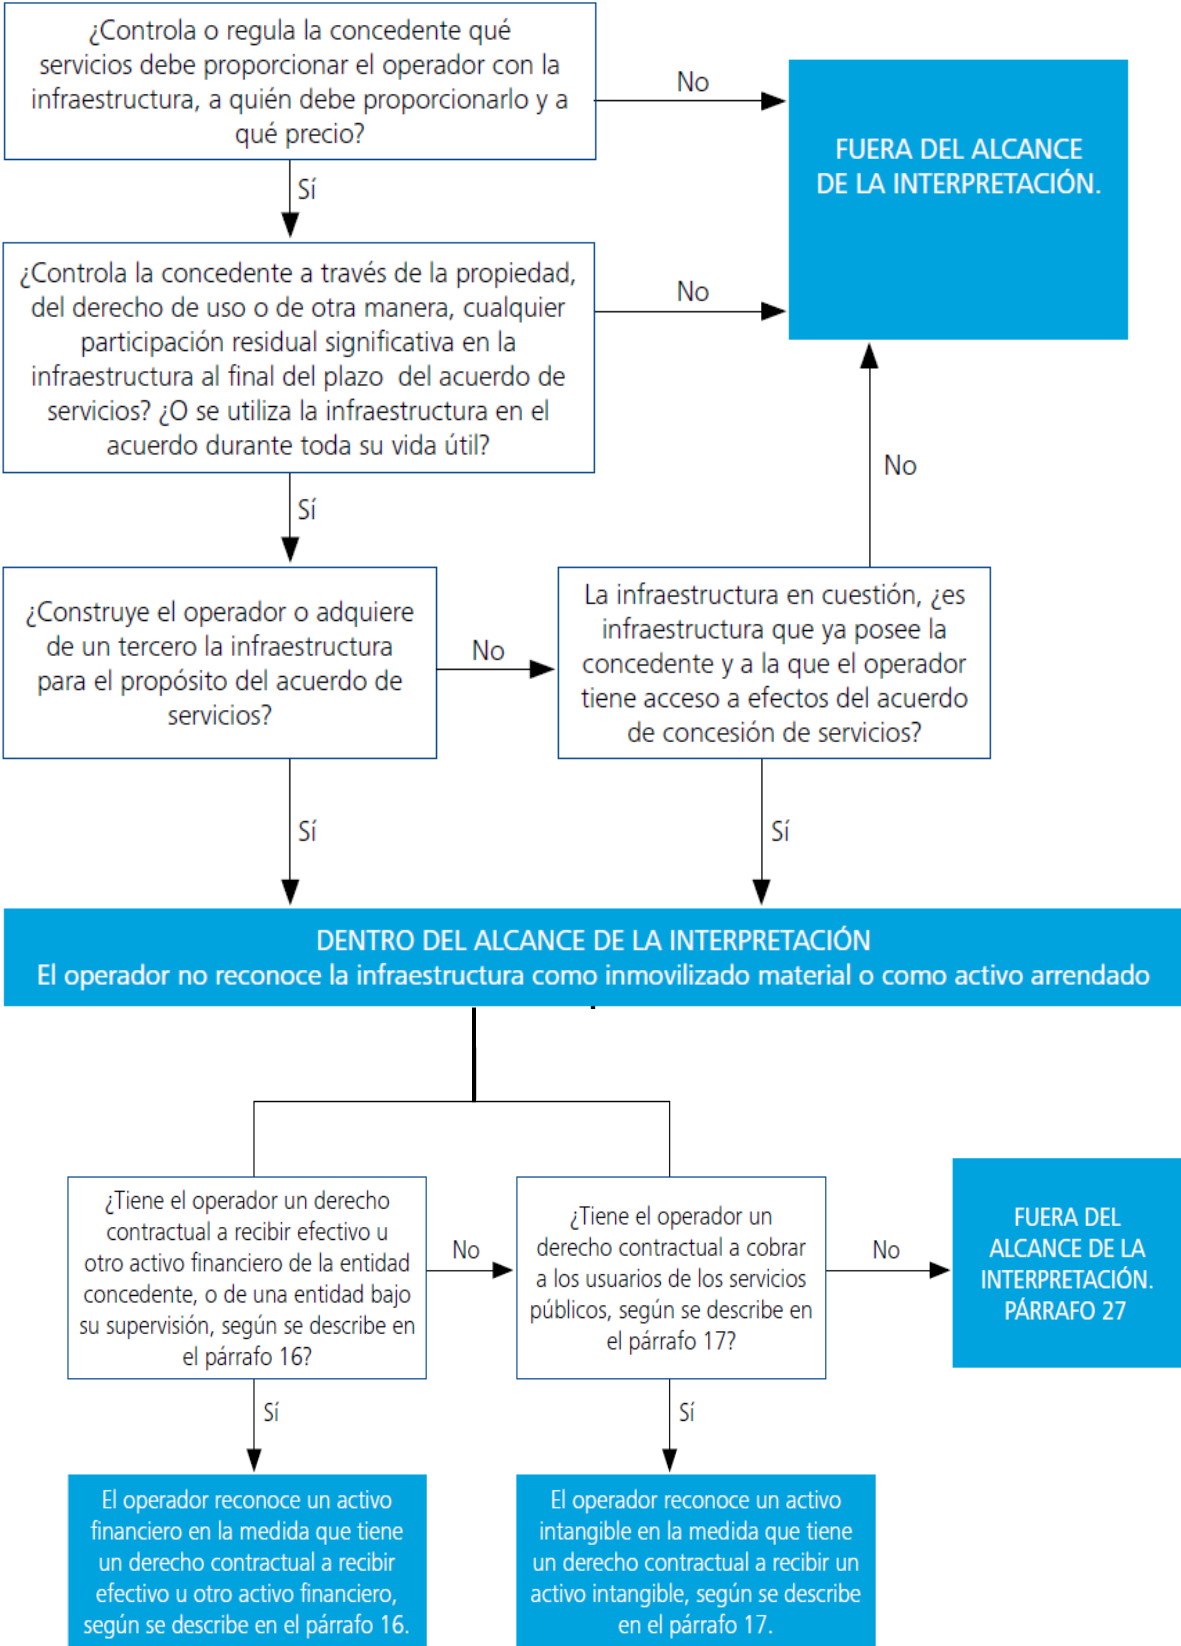 ¿Controla o regula la concedente qué
servicios debe proporcionar el operador con la
infraestructura, a quién debe proporcionarlo y a
qué precio?
No
FUERA DEL ALCANCE
DE LA INTERPRETACIÓN.
Sí
¿Controla la concedente a través de la propiedad,
del derecho de uso o de otra manera, cualquier
participación residual significativa en la
infraestructura al final del plazo del acuerdo de
servicios? ¿O se utiliza la infraestructura en el
acuerdo durante toda su vida útil?
No
No
Sí
¿Construye el operador o adquiere
de un tercero la infraestructura
para el propósito del acuerdo de
servicios?
No
La infraestructura en cuestión, ¿es
infraestructura que ya posee la
concedente y a la que el operador
tiene acceso a efectos del acuerdo
de concesión de servicios?
Sí
Sí
DENTRO DEL ALCANCE DE LA INTERPRETACIÓN
El operador no reconoce la infraestructura como inmovilizado material o como activo arrendado
¿Tiene el operador un derecho
contractual a recibir efectivo u
otro activo financiero de la entidad
concedente, o de una entidad bajo
su supervisión, según se describe en
el párrafo 16?
No
¿Tiene el operador un
derecho contractual a cobrar
a los usuarios de los servicios
públicos, según se describe en
el párrafo 17?
No
FUERA DEL
ALCANCE DE LA
INTERPRETACIÓN.
PÁRRAFO 27
Sí
Sí
El operador reconoce un activo
financiero en la medida que tiene
un derecho contractual a recibir
efectivo u otro activo financiero,
según se describe en el párrafo 16.
El operador reconoce un activo
intangible en la medida que tiene
un derecho contractual a recibir un
activo intangible, según se describe
en el párrafo 17.